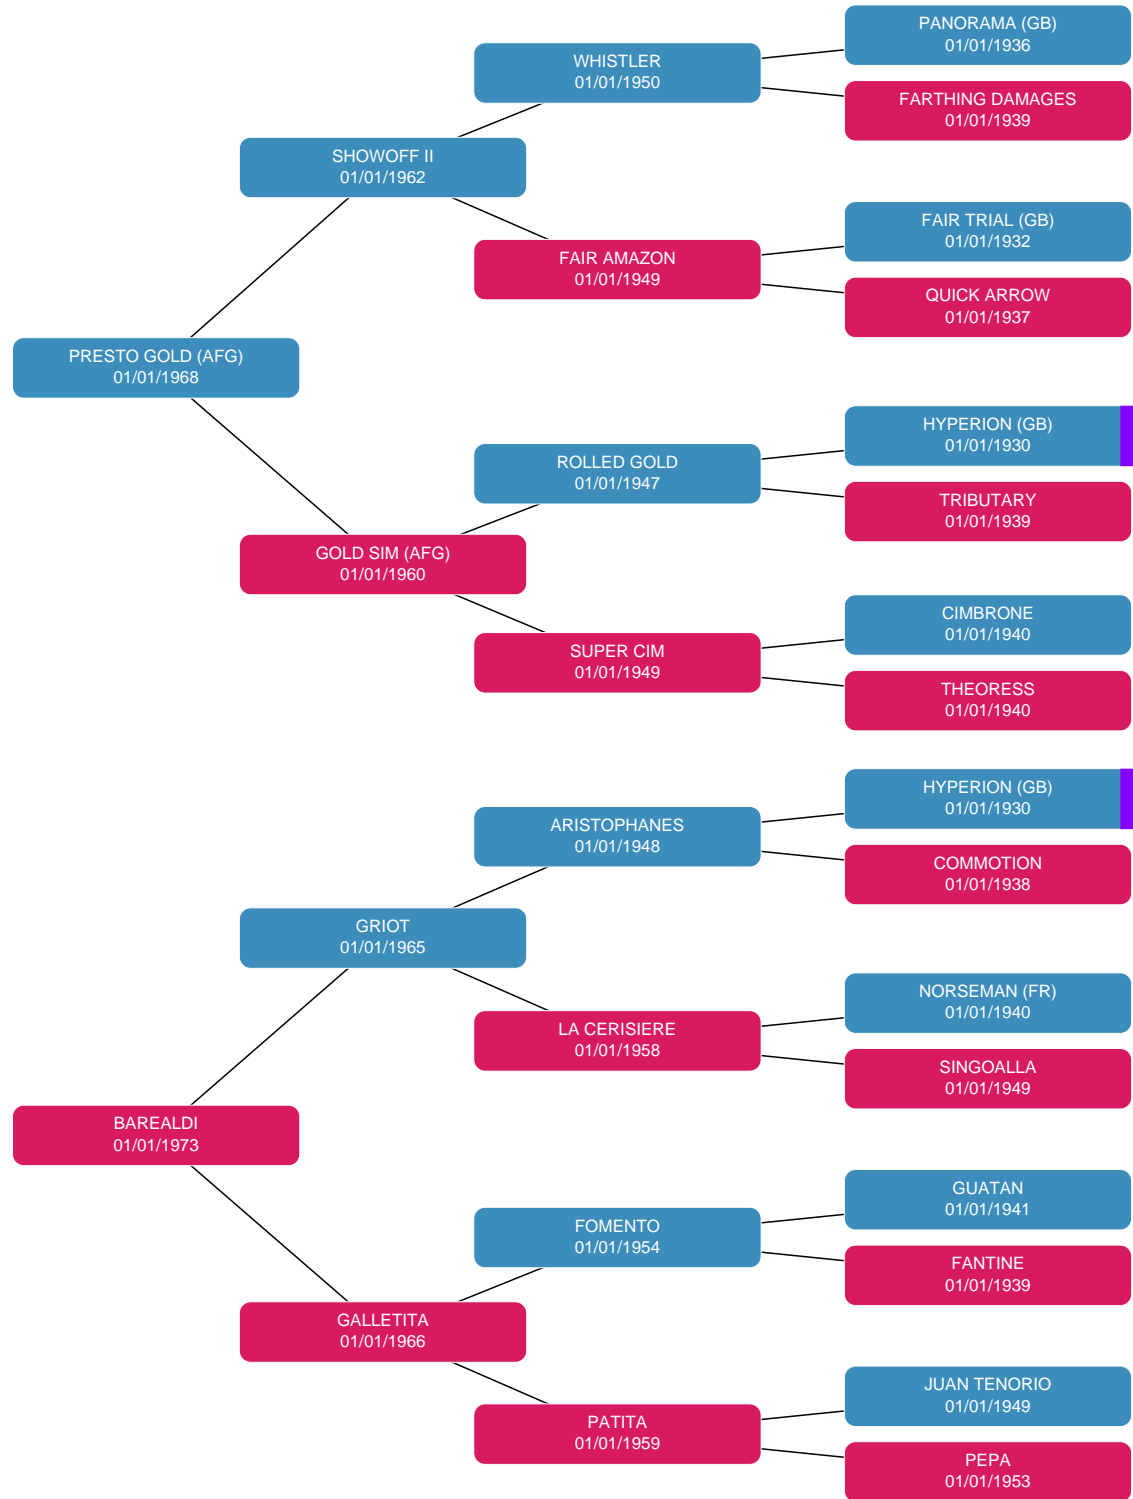 PANORAMA (GB)
01/01/1936
WHISTLER
01/01/1950
FARTHING DAMAGES
01/01/1939
SHOWOFF II
01/01/1962
FAIR TRIAL (GB)
01/01/1932
FAIR AMAZON
01/01/1949
QUICK ARROW
01/01/1937
PRESTO GOLD (AFG)
01/01/1968
HYPERION (GB)
01/01/1930
ROLLED GOLD
01/01/1947
TRIBUTARY
01/01/1939
GOLD SIM (AFG)
01/01/1960
CIMBRONE
01/01/1940
SUPER CIM
01/01/1949
THEORESS
01/01/1940
HYPERION (GB)
01/01/1930
ARISTOPHANES
01/01/1948
COMMOTION
01/01/1938
GRIOT
01/01/1965
NORSEMAN (FR)
01/01/1940
LA CERISIERE
01/01/1958
SINGOALLA
01/01/1949
BAREALDI
01/01/1973
GUATAN
01/01/1941
FOMENTO
01/01/1954
FANTINE
01/01/1939
GALLETITA
01/01/1966
JUAN TENORIO
01/01/1949
PATITA
01/01/1959
PEPA
01/01/1953